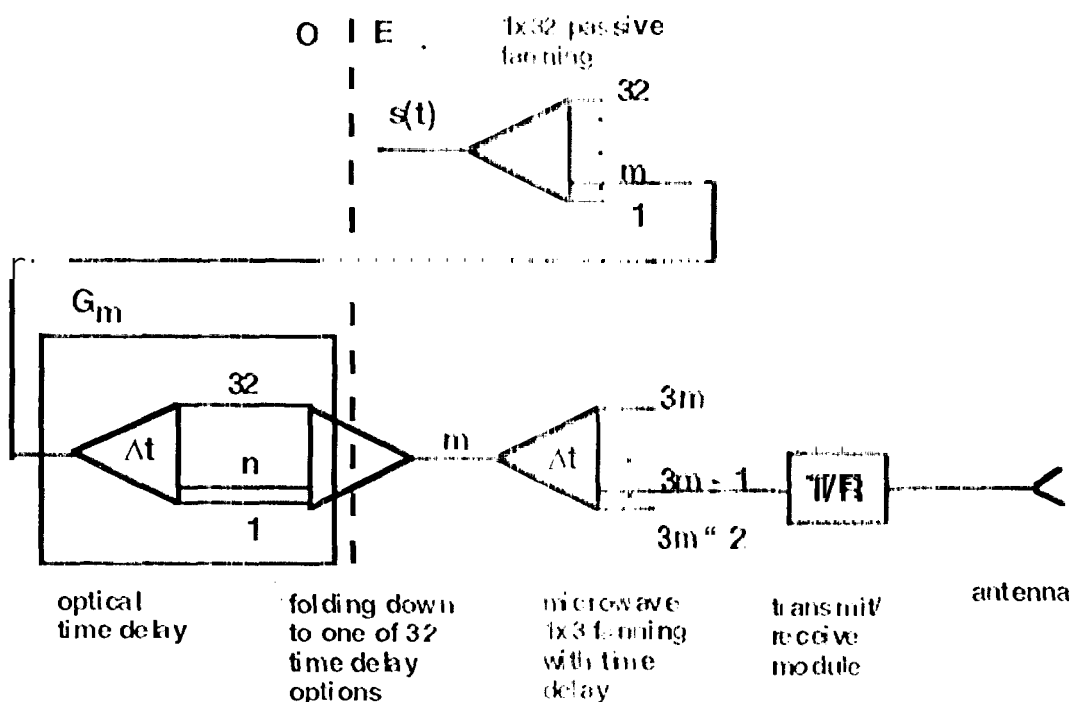 O E
1x32 passive
fanning
32
s(t)
m
1
Gm
32
Δt
n
1
m
Δt
3m
3m - 1
3m - 2
T/R
optical
time delay
folding down
to one of 32
time delay
options
microwave
1x3 fanning
with time
delay
transmit/
receive
module
antenna